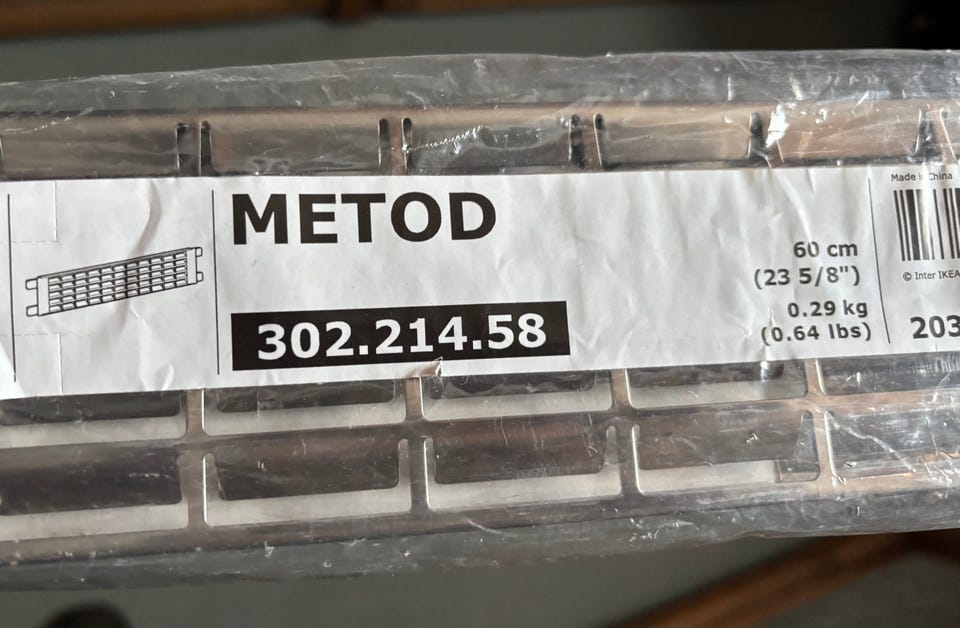 METOD
302.214.58
60 cm
(23 5/8")
0.29 kg
(0.64 lbs)
Made in China
© Inter IKEA
203